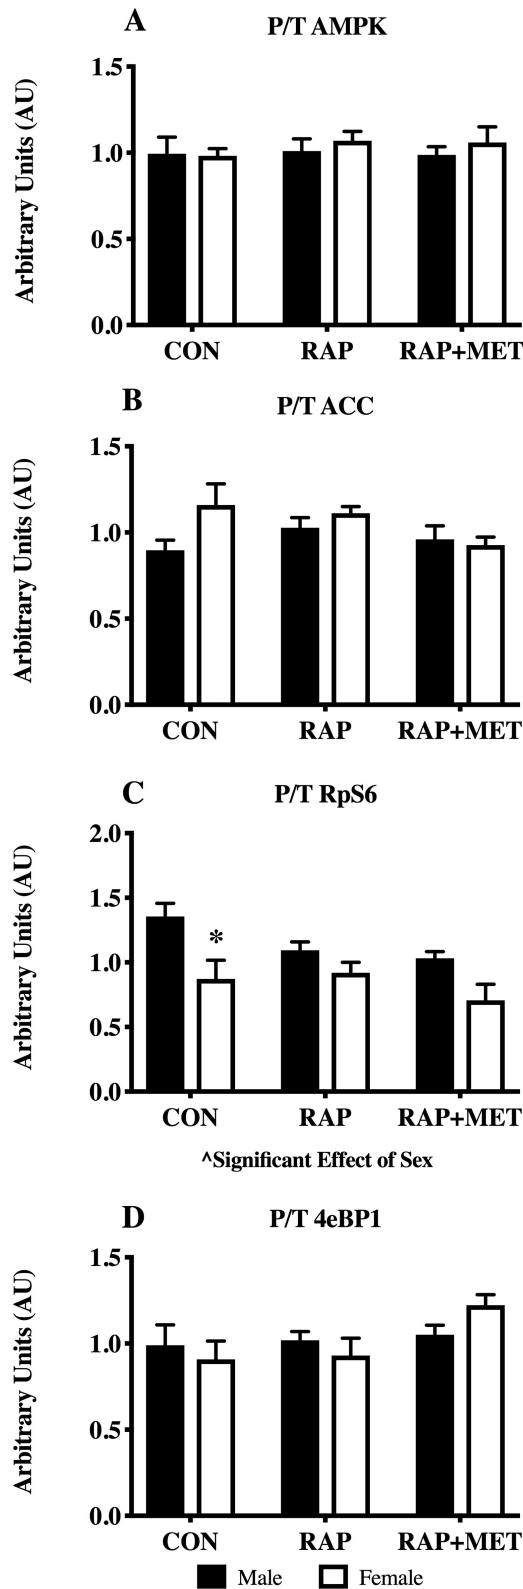 A
P/T AMPK
Arbitrary Units (AU)
1.5
1.0
0.5
0.0
CON RAP RAP+MET
B
P/T ACC
Arbitrary Units (AU)
1.5
1.0
0.5
0.0
CON RAP RAP+MET
C
P/T RpS6
Arbitrary Units (AU)
2.0
1.5
*
1.0
0.5
0.0
CON RAP RAP+MET
^Significant Effect of Sex
D
P/T 4eBP1
Arbitrary Units (AU)
1.5
1.0
0.5
0.0
CON RAP RAP+MET
Male Female